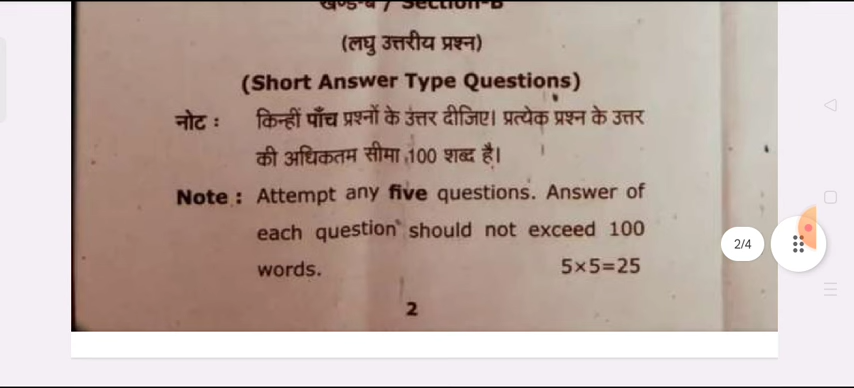 खण्ड-ब / Section-B
(लघु उत्तरीय प्रश्न)
(Short Answer Type Questions)
नोट : किन्हीं पाँच प्रश्नों के उत्तर दीजिए। प्रत्येक प्रश्न के उत्तर
की अधिकतम सीमा 100 शब्द है।
Note : Attempt any five questions. Answer of
each question should not exceed 100
words. 5×5=25
2
2/4